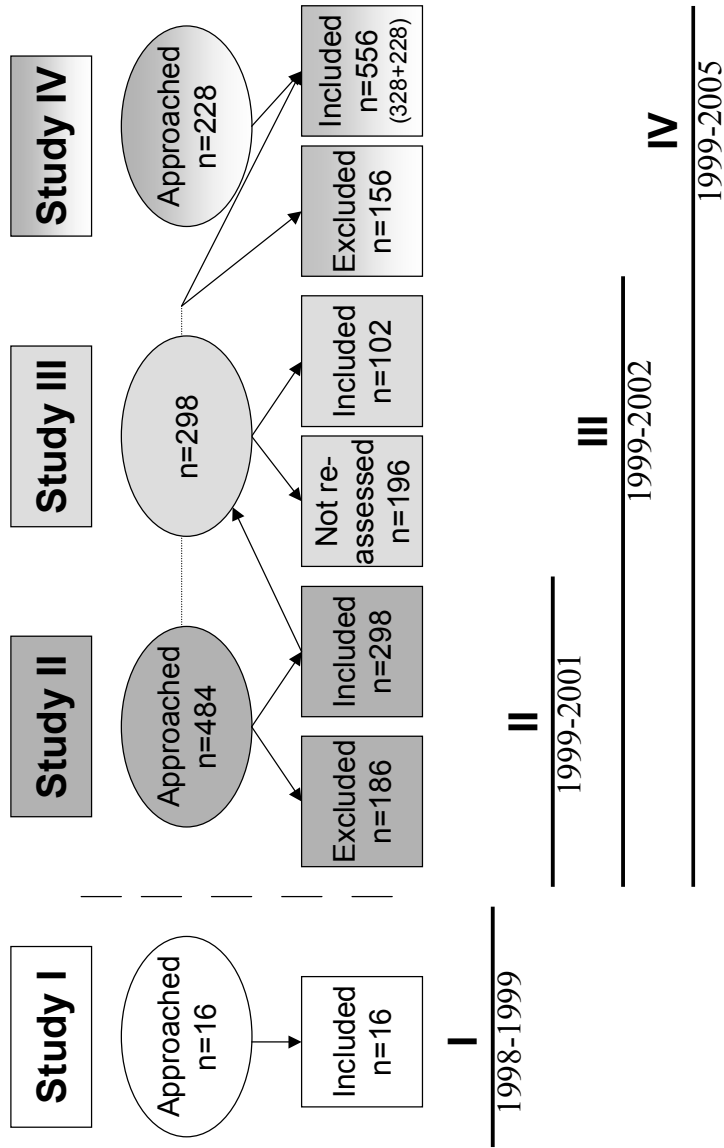 Study I
Study II
Study III
Study IV
Approached
n=16
Approached
n=484
n=298
Approached
n=228
Included
n=16
Excluded
n=186
Included
n=298
Not re-
assessed
n=196
Included
n=102
Excluded
n=156
Included
n=556
(328+228)
I
1998-1999
II
1999-2001
III
1999-2002
IV
1999-2005